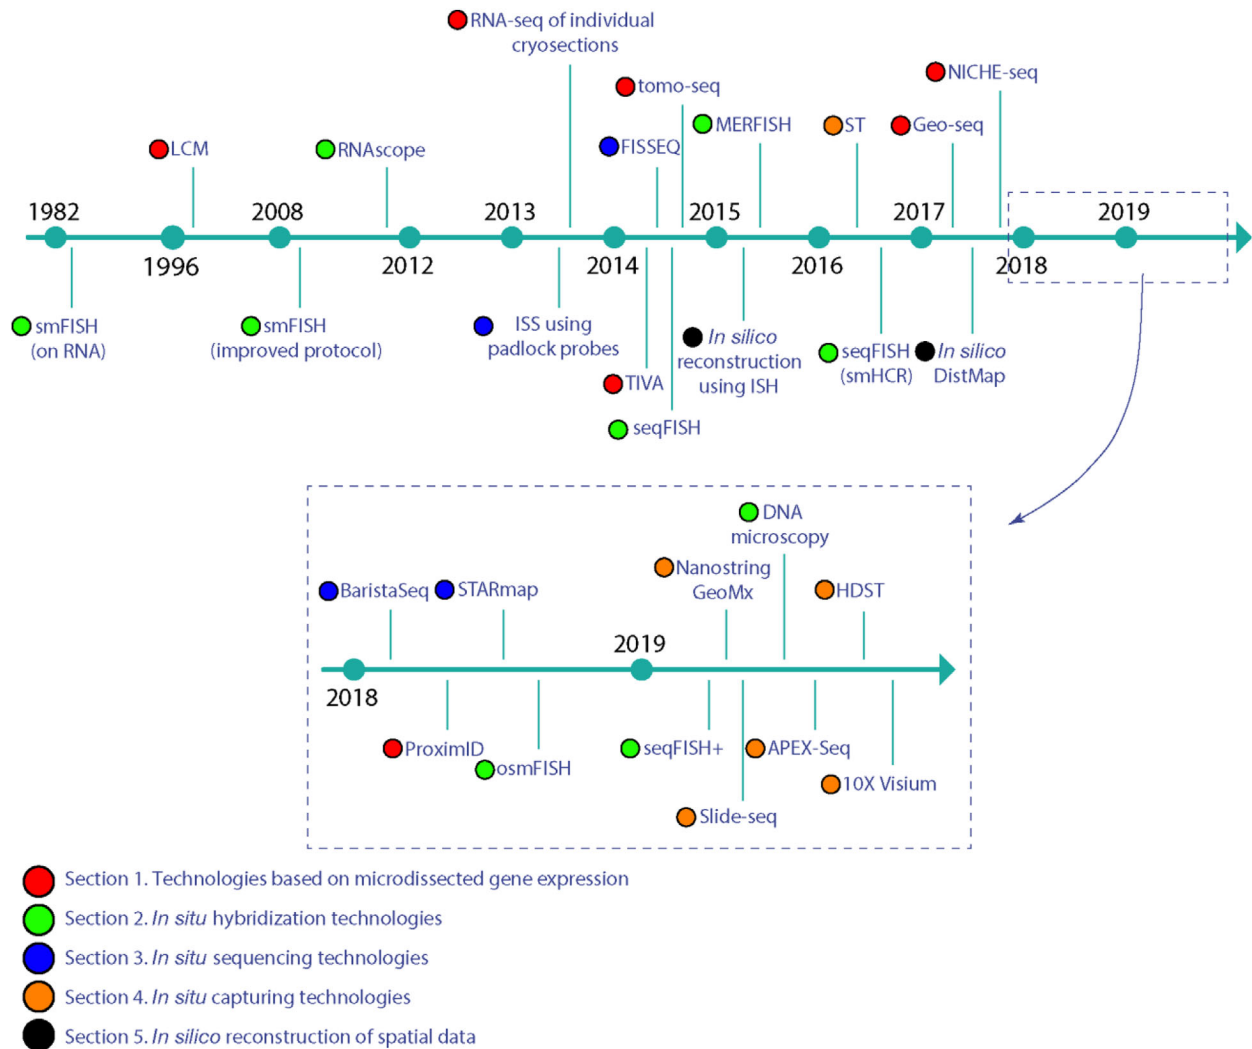 RNA-seq of individual
cryosections
tomo-seq
NICHE-seq
LCM
RNAscope
FISSEQ
MERFISH
ST
Geo-seq
1982
2008
2013
2015
2017
2019
1996
2012
2014
2016
2018
smFISH
(on RNA)
smFISH
(improved protocol)
ISS using
padlock probes
TIVA
seqFISH
In silico
reconstruction
using ISH
seqFISH
(smHCR)
In silico
DistMap
DNA
microscopy
Nanostring
GeoMx
BaristaSeq
STARmap
HDST
2019
2018
ProximID
osmFISH
seqFISH+
APEX-Seq
10X Visium
Slide-seq
Section 1. Technologies based on microdissected gene expression
Section 2. In situ hybridization technologies
Section 3. In situ sequencing technologies
Section 4. In situ capturing technologies
Section 5. In silico reconstruction of spatial data